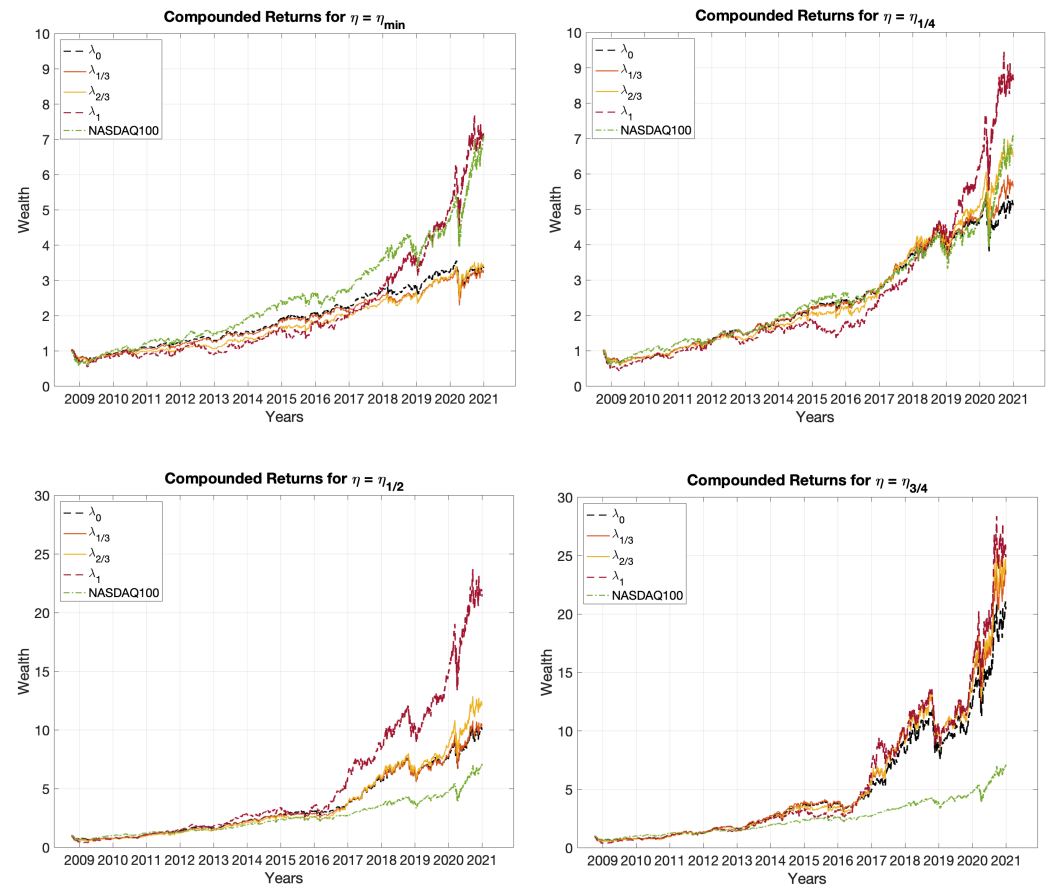 Compounded Returns for η = η_min
10
9
8
7
6
5
4
3
2
1
0
Wealth
λ_0
λ_1/3
λ_2/3
λ_1
NASDAQ100
2009 2010 2011 2012 2013 2014 2015 2016 2017 2018 2019 2020 2021
Years
Compounded Returns for η = η_1/4
10
9
8
7
6
5
4
3
2
1
0
Wealth
λ_0
λ_1/3
λ_2/3
λ_1
NASDAQ100
2009 2010 2011 2012 2013 2014 2015 2016 2017 2018 2019 2020 2021
Years
Compounded Returns for η = η_1/2
30
25
20
15
10
5
0
Wealth
λ_0
λ_1/3
λ_2/3
λ_1
NASDAQ100
2009 2010 2011 2012 2013 2014 2015 2016 2017 2018 2019 2020 2021
Years
Compounded Returns for η = η_3/4
30
25
20
15
10
5
0
Wealth
λ_0
λ_1/3
λ_2/3
λ_1
NASDAQ100
2009 2010 2011 2012 2013 2014 2015 2016 2017 2018 2019 2020 2021
Years